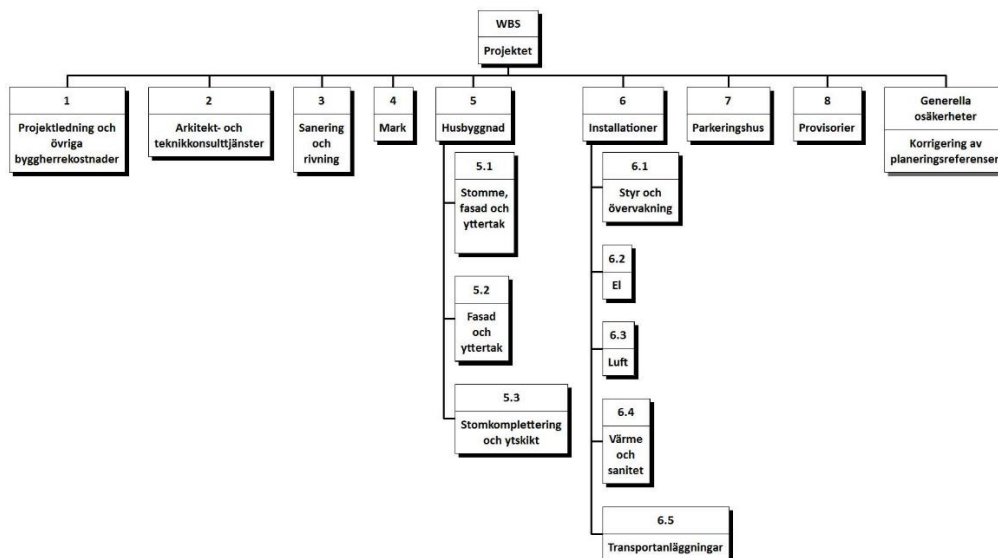 WBS
Projektet
1
Projektledning och
övriga
byggherrekostnader
2
Arkitekt- och
teknikkonsulttjänster
3
Sanering
och
rivning
4
Mark
5
Husbyggnad
6
Installationer
7
Parkeringshus
8
Provisorier
Generella
osäkerheter
Korrigering av
planeringsreferensen
5.1
Stomme,
fasad och
yttertak
5.2
Fasad
och
yttertak
5.3
Stomkomplettering
och ytskikt
6.1
Styr och
övervakning
6.2
El
6.3
Luft
6.4
Värme
och
sanitet
6.5
Transportanläggningar